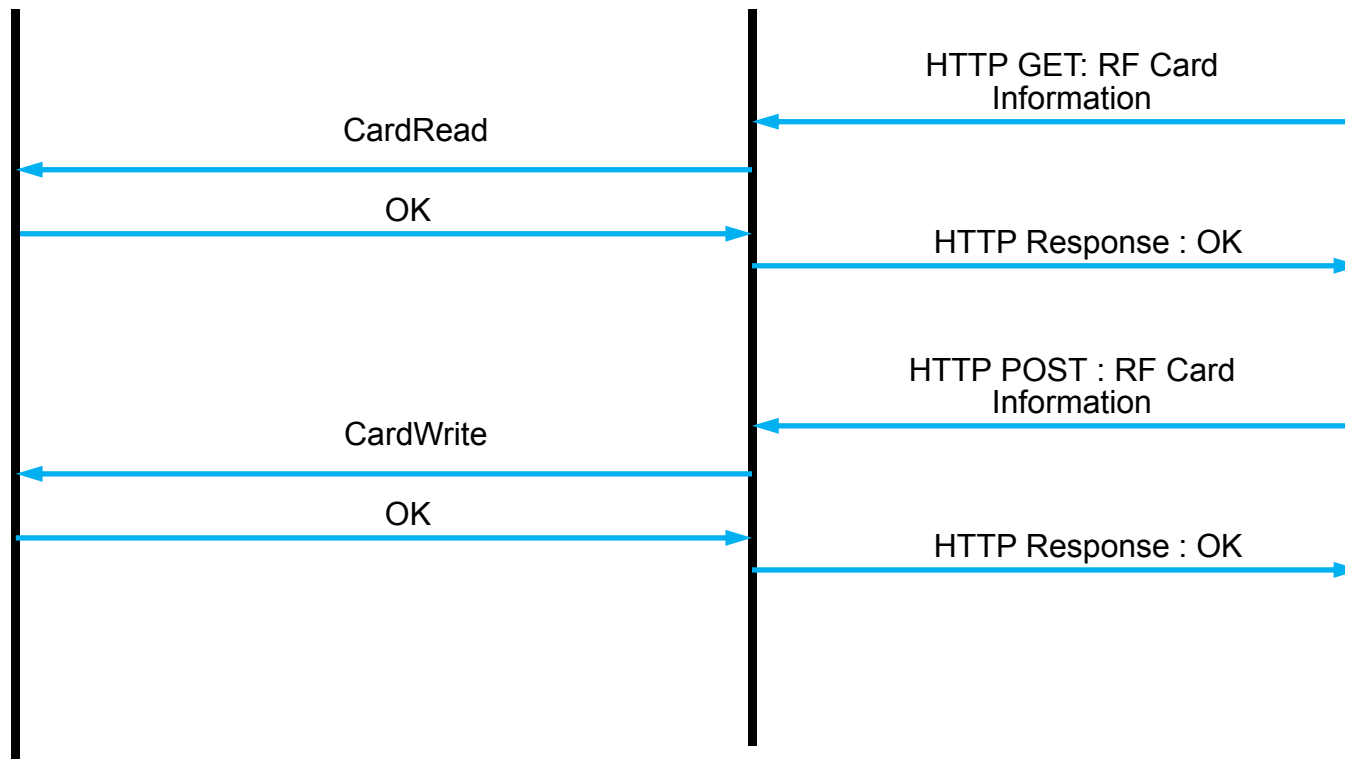 HTTP GET: RF Card
Information
CardRead
OK
HTTP Response : OK
HTTP POST : RF Card
Information
CardWrite
OK
HTTP Response : OK